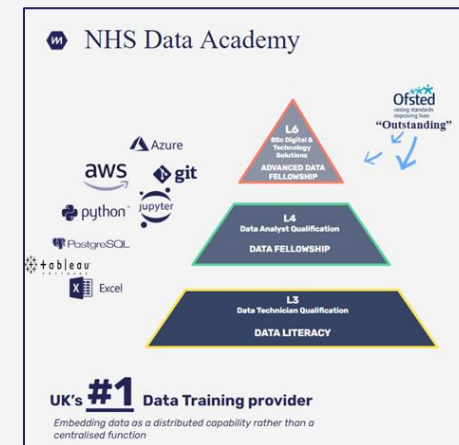 NHS Data Academy
Ofsted
raising standards
improving lives
“Outstanding”
L6
BSc Digital &
Technology
Solutions
ADVANCED DATA
FELLOWSHIP
Azure
aws
git
python
jupyter
PostgreSQL
+ableau
Excel
L4
Data Analyst Qualification
DATA FELLOWSHIP
L3
Data Technician Qualification
DATA LITERACY
UK's #1 Data Training provider
Embedding data as a distributed capability rather than a
centralised function